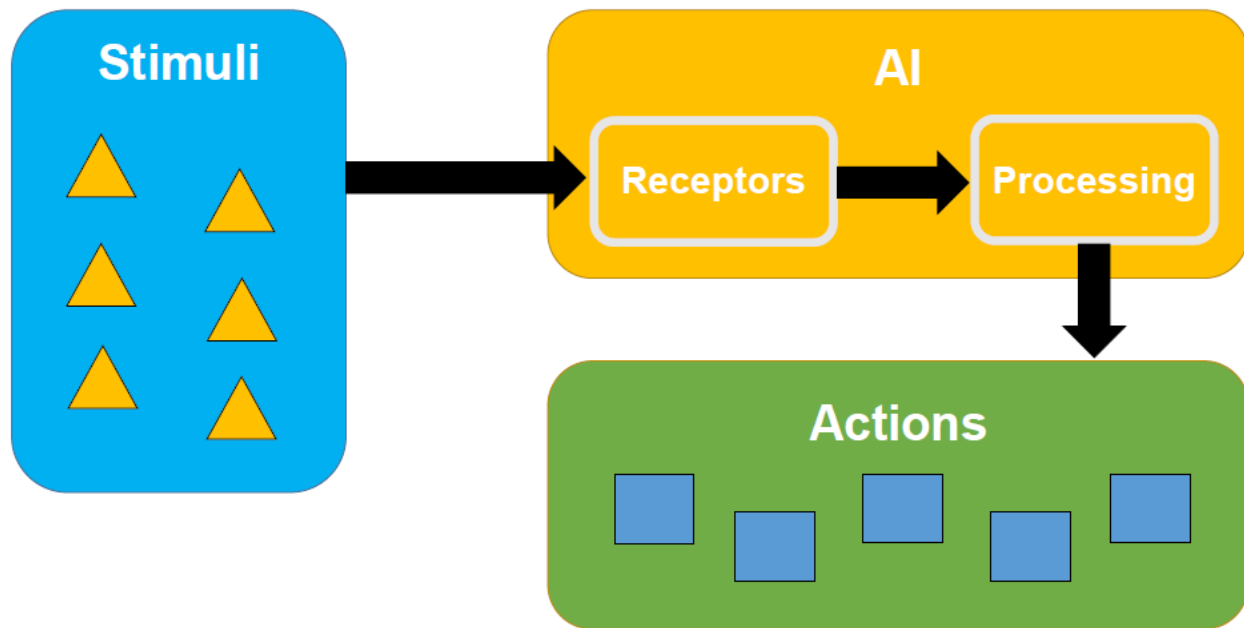 Stimuli
AI
Receptors
Processing
Actions